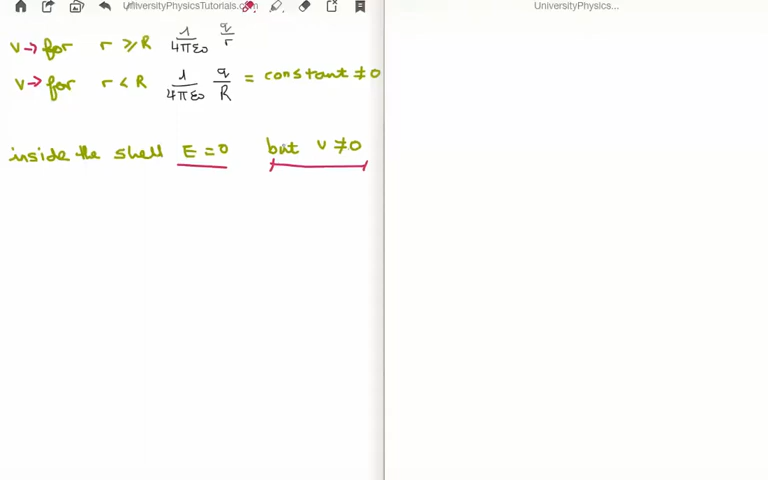 UniversityPhysicsTutorials.com
UniversityPhysics...
V → for r ≥ R 1/4πε0 q/r
V → for r < R 1/4πε0 q/R = constant ≠ 0
inside the shell E = 0 but V ≠ 0